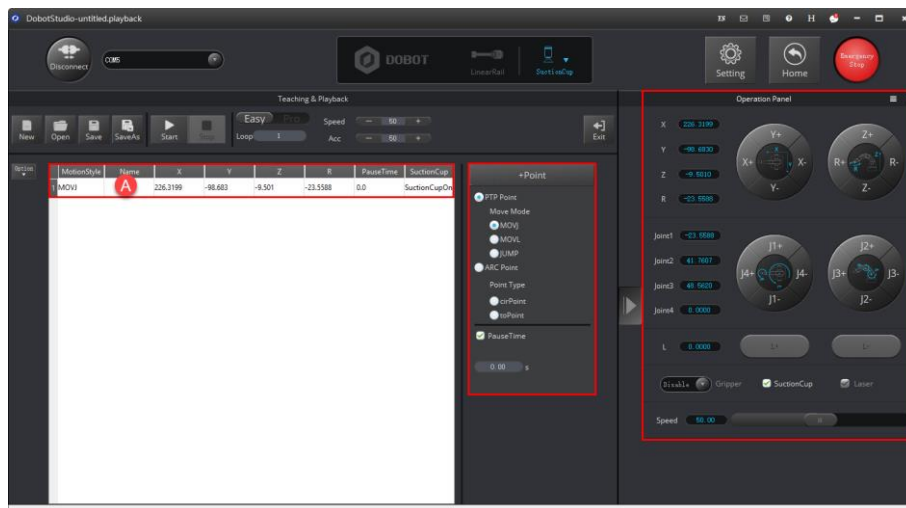 DobotStudio-untitled.playback
H
Disconnect
COM5
DOBOT
LinearRail
SuctionCup
Setting
Home
Emergency Stop
Teaching & Playback
Operation Panel
New
Open
Save
SaveAs
Start
Stop
Easy Pro
Loop 1
Speed - 50 +
Acc - 50 +
Exit
Option
MotionStyle Name X Y Z R PauseTime SuctionCup
1 MOVJ A 226.3199 -98.683 -9.501 -23.5588 0.0 SuctionCupOn
+Point
PTP Point
Move Mode
MOVJ
MOVL
JUMP
ARC Point
Point Type
cirPoint
toPoint
PauseTime
0.00 s
X 226.3199
Y -98.6830
Z
R -23.5588
Y+
X+ X-
Y-
Z+
R+ R-
Z-
Joint1 -23.5588
Joint2 41.7607
Joint3
Joint4 0.0000
J1+
J4+ J4-
J1-
J2+
J3+ J3-
J2-
L 0.0000
Disable Gripper
SuctionCup
Laser
Speed 50.00